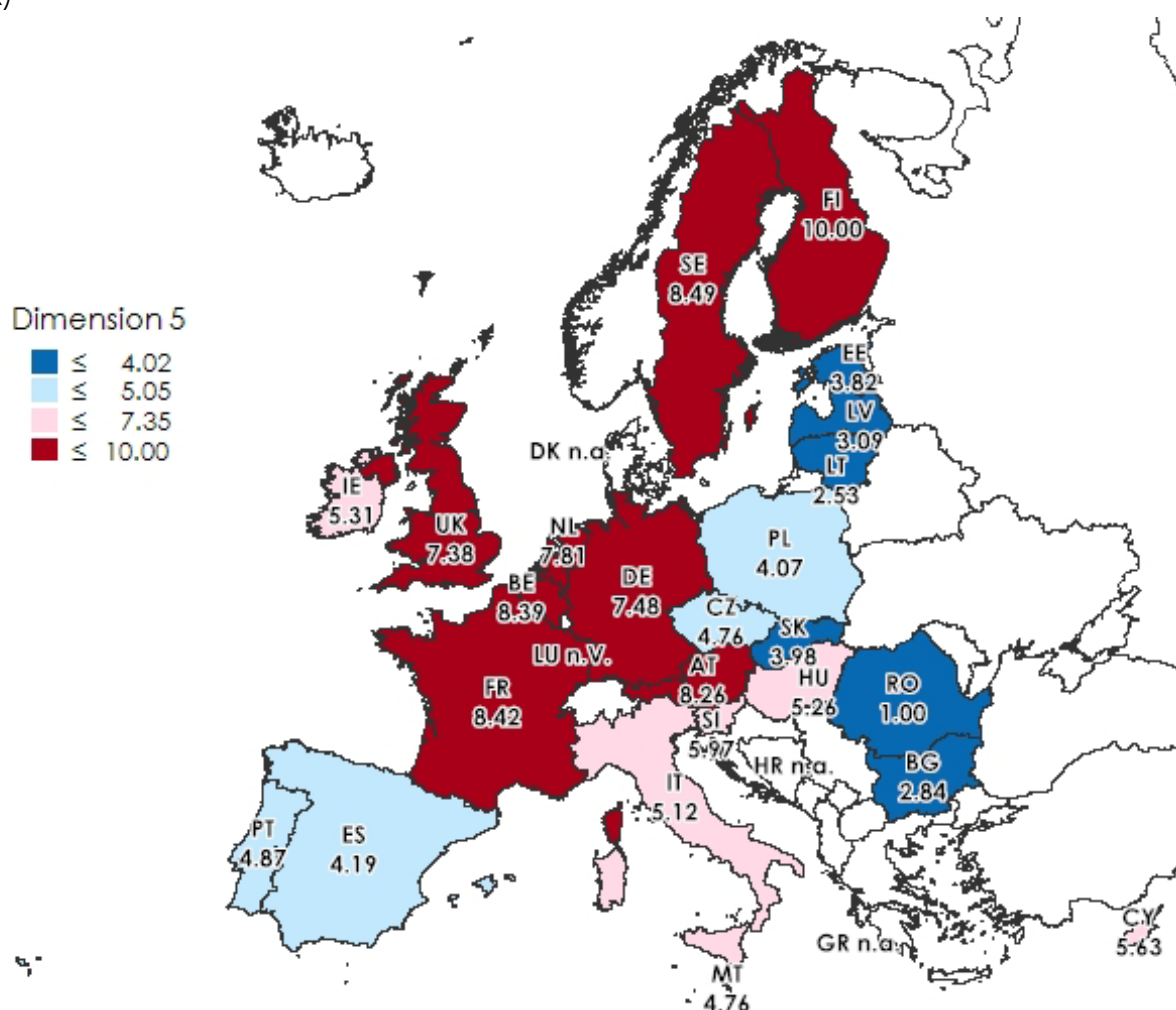 FI
10.00
SE
8.49
Dimension 5
≤ 4.02
≤ 5.05
≤ 7.35
≤ 10.00
EE
3.82
LV
3.09
LT
2.53
DK n.a.
IE
5.31
UK
7.38
NL
7.81
PL
4.07
DE
7.48
BE
8.39
CZ
4.76
SK
3.98
LU n.V.
AT
8.26
HU
5.26
RO
1.00
FR
8.42
SI
5.97
HR n.a.
BG
2.84
IT
5.12
PT
4.87
ES
4.19
GR n.a.
CY
5.63
MT
4.76